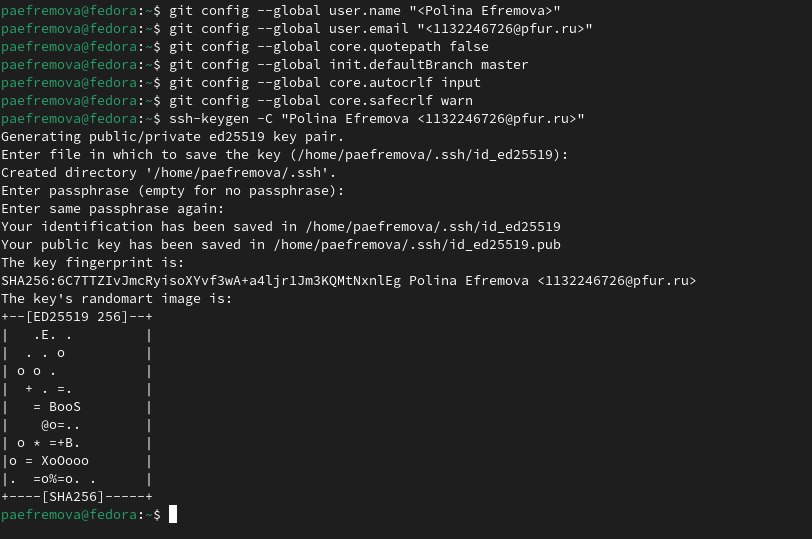 paefremova@fedora:~$ git config --global user.name "<Polina Efremova>"
paefremova@fedora:~$ git config --global user.email "<1132246726@pfur.ru>"
paefremova@fedora:~$ git config --global core.quotepath false
paefremova@fedora:~$ git config --global init.defaultBranch master
paefremova@fedora:~$ git config --global core.autocrlf input
paefremova@fedora:~$ git config --global core.safecrlf warn
paefremova@fedora:~$ ssh-keygen -C "Polina Efremova <1132246726@pfur.ru>"
Generating public/private ed25519 key pair.
Enter file in which to save the key (/home/paefremova/.ssh/id_ed25519):
Created directory '/home/paefremova/.ssh'.
Enter passphrase (empty for no passphrase):
Enter same passphrase again:
Your identification has been saved in /home/paefremova/.ssh/id_ed25519
Your public key has been saved in /home/paefremova/.ssh/id_ed25519.pub
The key fingerprint is:
SHA256:6C7TTZIvJmcRyisoXYvf3wA+a4ljr1Jm3KQMtNxnlEg Polina Efremova <1132246726@pfur.ru>
The key's randomart image is:
+--[ED25519 256]--+
|   .E. .         |
|  . . o          |
| o o .           |
|  + . =.         |
|   = BooS        |
|    @o=..        |
| o * =+B.        |
|o = XoOooo       |
|.  =o%=o. .      |
+----[SHA256]-----+
paefremova@fedora:~$